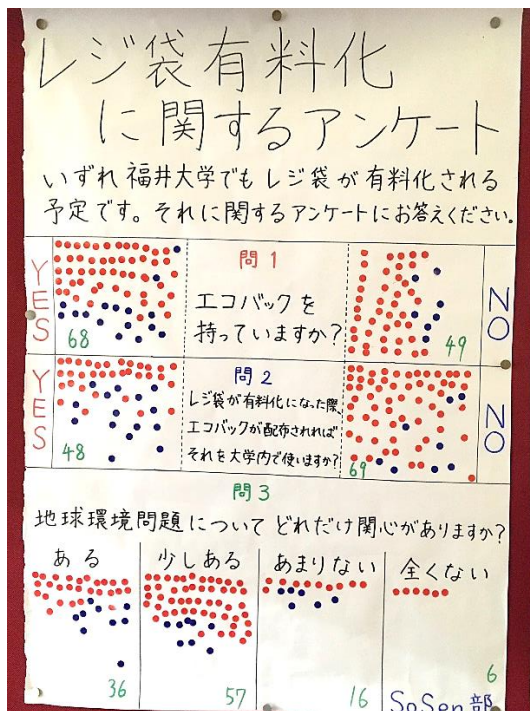 レジ袋有料化
に関するアンケート
いずれ福井大学でもレジ袋が有料化される
予定です。それに関するアンケートにお答えください。
YES
68
問1
エコバックを
持っていますか?
49
NO
YES
48
問2
レジ袋が有料化になった際、
エコバックが配布されれば
それを大学内で使いますか?
69
NO
問3
地球環境問題についてどれだけ関心がありますか?
ある
36
少しある
57
あまりない
16
全くない
6
SoSen部